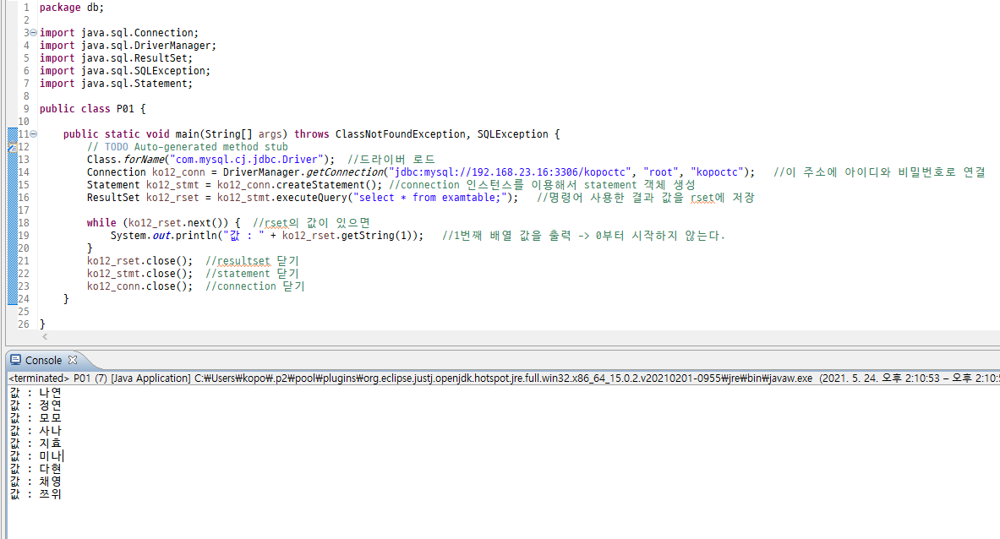 1 package db;
2
3 import java.sql.Connection;
4 import java.sql.DriverManager;
5 import java.sql.ResultSet;
6 import java.sql.SQLException;
7 import java.sql.Statement;
8
9 public class P01 {
10
11 public static void main(String[] args) throws ClassNotFoundException, SQLException {
12 // TODO Auto-generated method stub
13 Class.forName("com.mysql.cj.jdbc.Driver"); //드라이버 로드
14 Connection ko12_conn = DriverManager.getConnection("jdbc:mysql://192.168.23.16:3306/kopoctc", "root", "kopoctc"); //이 주소에 아이디와 비밀번호로 연결
15 Statement ko12_stmt = ko12_conn.createStatement(); //connection 인스턴스를 이용해서 statement 객체 생성
16 ResultSet ko12_rset = ko12_stmt.executeQuery("select * from examtable;"); //명령어 사용한 결과 값을 rset에 저장
17
18 while (ko12_rset.next()) { //rset의 값이 있으면
19 System.out.println("값 : " + ko12_rset.getString(1)); //1번째 배열 값을 출력 -> 0부터 시작하지 않는다.
20 }
21 ko12_rset.close(); //resultset 닫기
22 ko12_stmt.close(); //statement 닫기
23 ko12_conn.close(); //connection 닫기
24 }
25
26 }
Console
<terminated> P01 (7) [Java Application] C:₩Users₩kopo₩.p2₩pool₩plugins₩org.eclipse.justj.openjdk.hotspot.jre.full.win32.x86_64_15.0.2.v20210201-0955₩jre₩bin₩javaw.exe (2021. 5. 24. 오후 2:10:53 – 오후 2:10:
값 : 나연
값 : 정연
값 : 모모
값 : 사나
값 : 지효
값 : 미나
값 : 다현
값 : 채영
값 : 쯔위